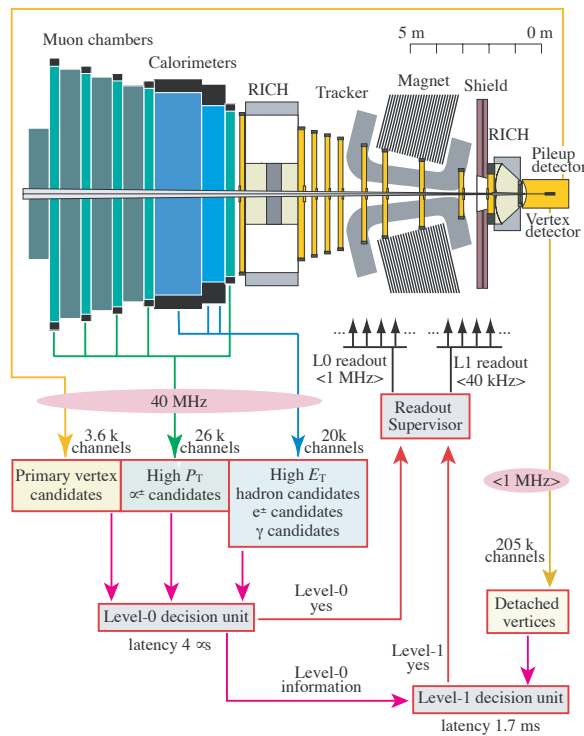 Muon chambers
Calorimeters
RICH
Tracker
Magnet
Shield
5 m
0 m
RICH
Pileup
detector
Vertex
detector
...
...
...
...
L0 readout
<1 MHz>
L1 readout
<40 kHz>
40 MHz
Readout
Supervisor
3.6 k
channels
26 k
channels
20k
channels
Primary vertex
candidates
High PT
∝± candidates
High ET
hadron candidates
e± candidates
γ candidates
<1 MHz>
205 k
channels
Level-0
yes
Level-0 decision unit
latency 4 ∝s
Detached
vertices
Level-1
yes
Level-0
information
Level-1 decision unit
latency 1.7 ms